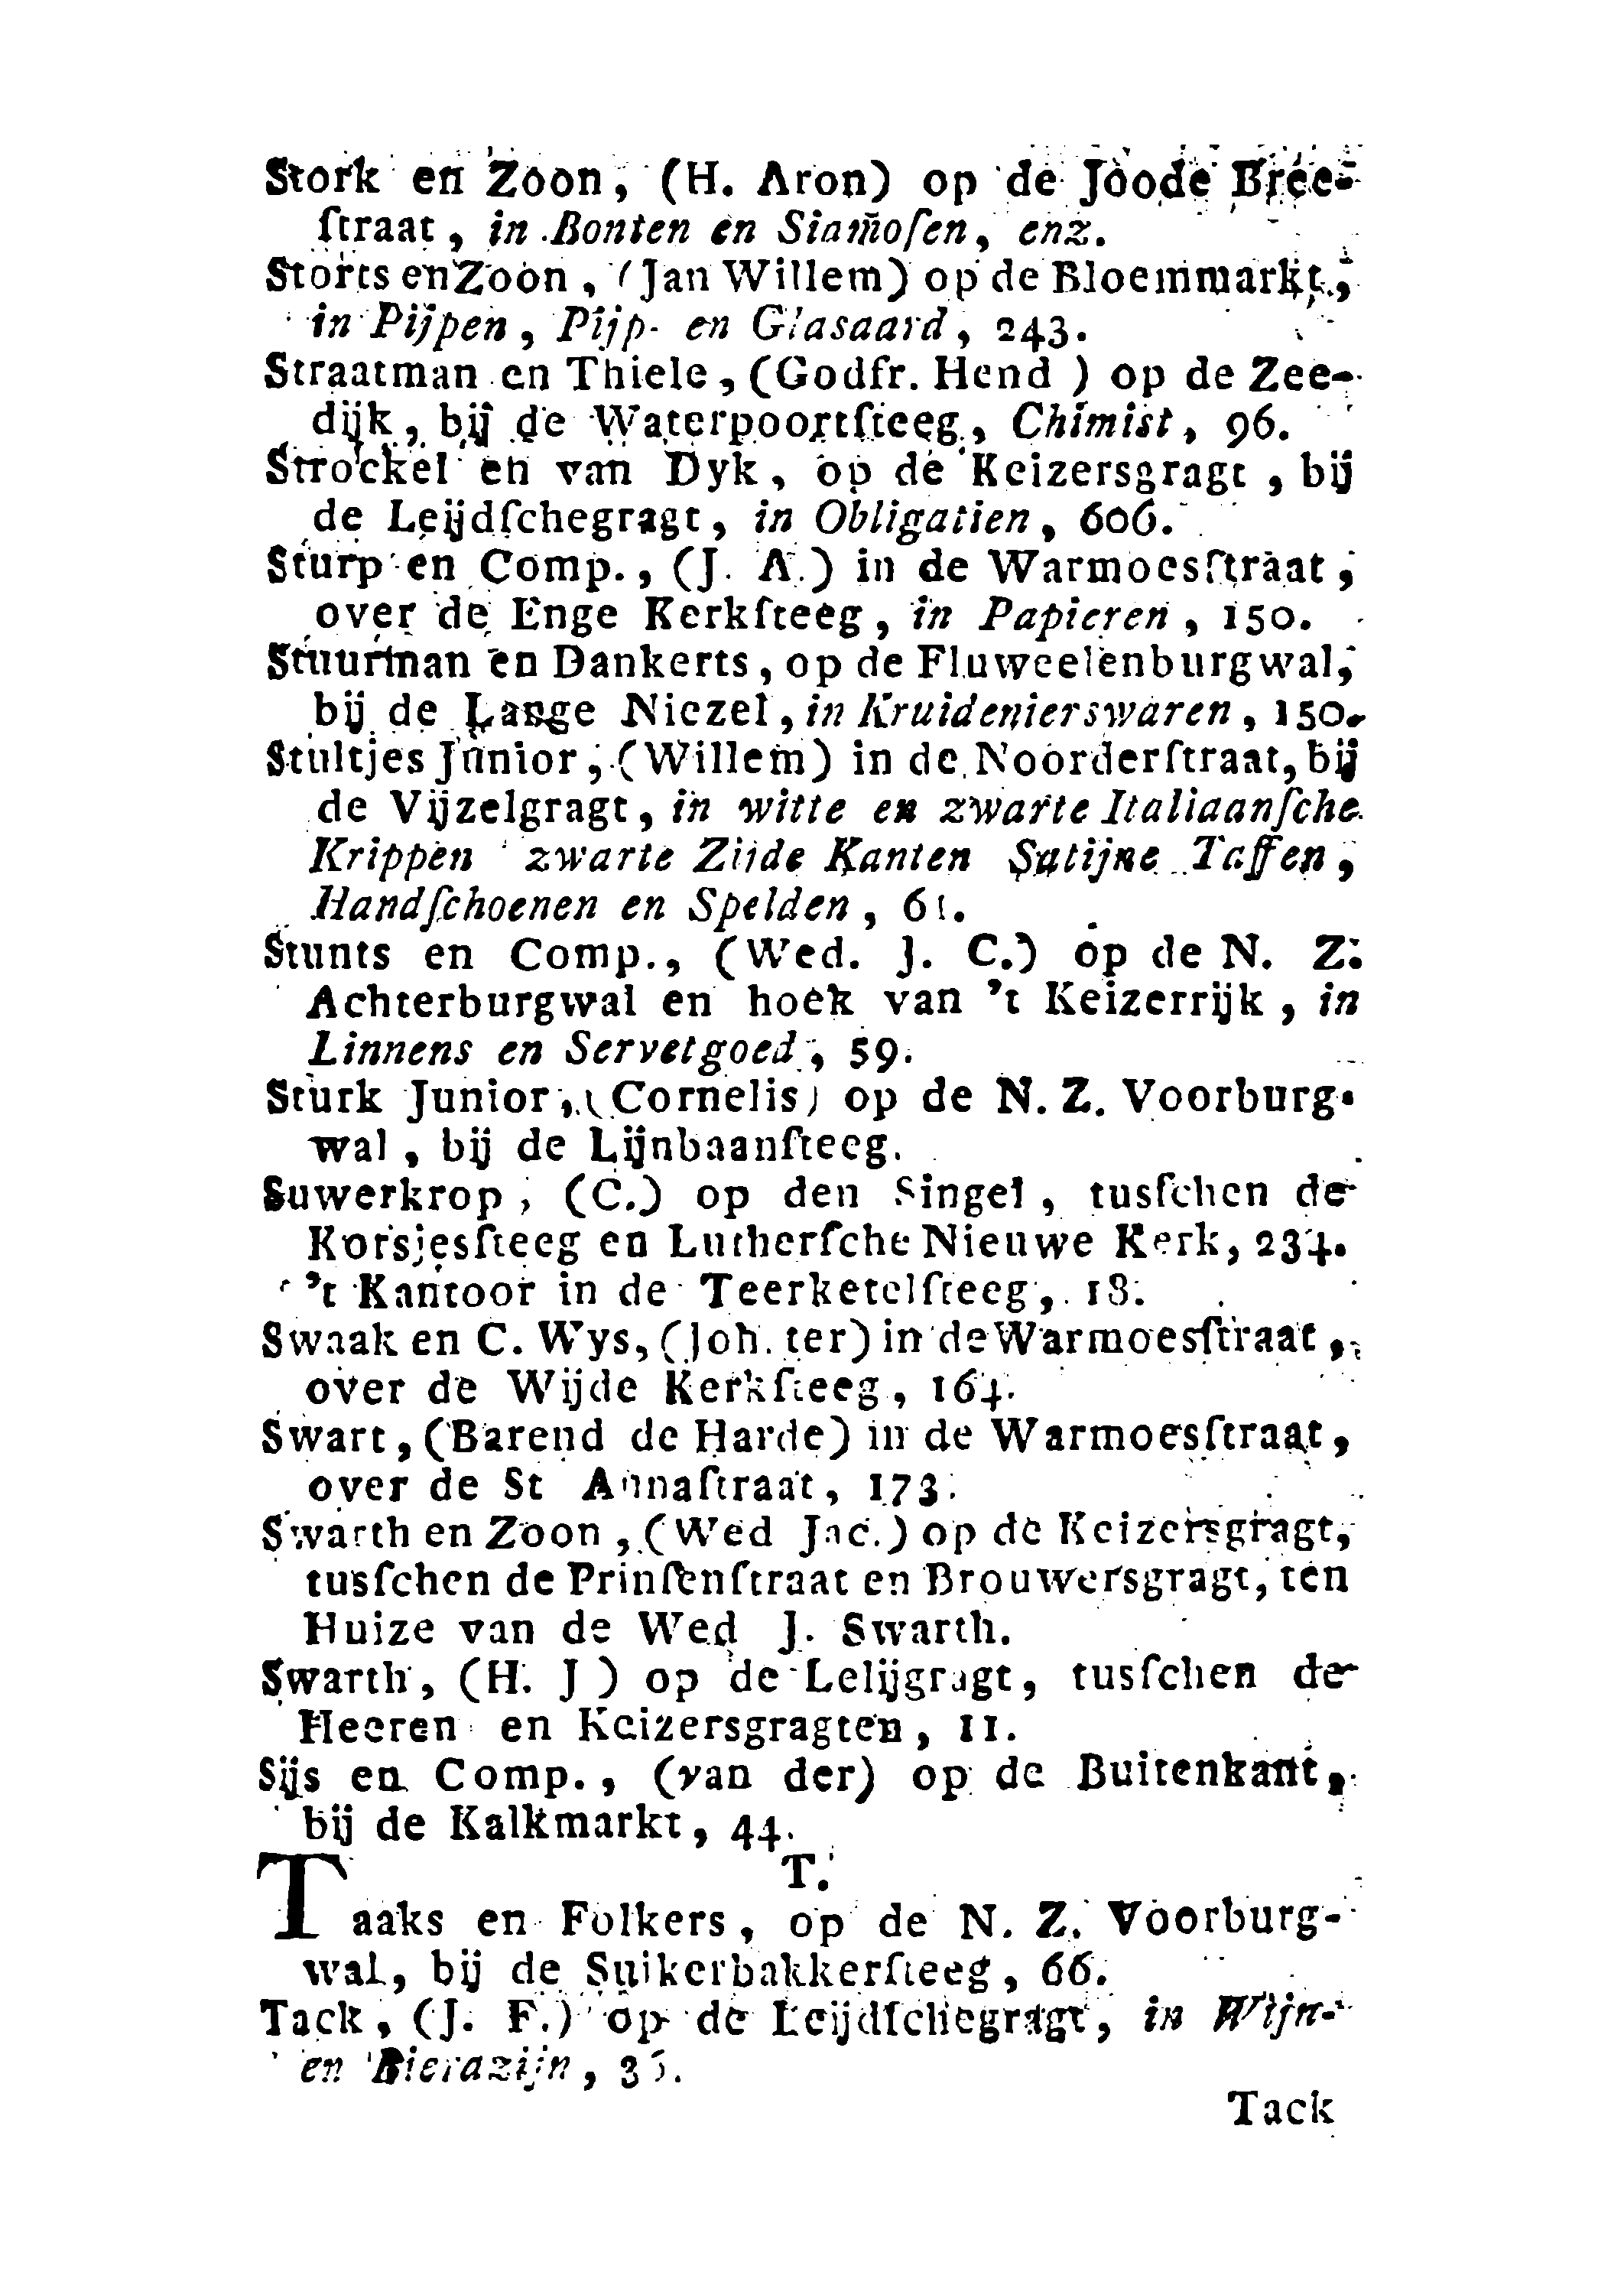 Stork en Zoon, (H. Aron) op de Joode Bree-
ſtraat, in Bonten en Siam̃oſen, enz.
Storts en Zoon, (Jan Willem) op de Bloemmarkt,
in Pijpen, Pijp- en Glasaard, 243.
Straatman en Thiele, (Godfr. Hend ) op de Zee-
dijk, bij de Waterpoortſteeg, Chimist, 96.
Strockel en van Dyk, op de Keizersgragt, bij
de Leijdſchegragt, in Obligatien, 606.
Sturp en Comp., (J. A.) in de Warmoesſtraat,
over de Enge Kerkſteeg, in Papieren, 150.
Stuurman en Dankerts, op de Fluweelenburgwal,
bij de Lange Niezel, in Kruidenierswaren, 150.
Stultjes Junior, (Willem) in de Noorderſtraat, bij
de Vijzelgragt, in witte en zwarte Italiaanſche
Krippen zwarte Zijde Kanten Satijne Taffen,
Handſchoenen en Spelden, 61.
Stunts en Comp., (Wed. J. C.) op de N. Z.
Achterburgwal en hoek van 't Keizerrijk, in
Linnens en Servetgoed, 59.
Sturk Junior, (Cornelis) op de N. Z. Voorburg-
wal, bij de Lijnbaanſteeg.
Suwerkrop, (C.) op den Singel, tusſchen de
Korsjesſteeg en Lutherſche Nieuwe Kerk, 234.
't Kantoor in de Teerketelſteeg, 18.
Swaak en C. Wys, (Joh. ter) in de Warmoesſtraat,
over de Wijde Kerkſteeg, 164.
Swart, (Barend de Harde) in de Warmoesſtraat,
over de St Annaſtraat, 173.
Swarth en Zoon, (Wed Jac.) op de Keizersgragt,
tusſchen de Prinſenſtraat en Brouwersgragt, ten
Huize van de Wed J. Swarth.
Swarth, (H. J ) op de Lelijgragt, tusſchen de
Heeren en Keizersgragten, 11.
Sijs en Comp., (van der) op de Buitenkant,
bij de Kalkmarkt, 44.
T.
Taaks en Folkers, op de N. Z. Voorburg-
wal, bij de Suikerbakkerſteeg, 66.
Tack, (J. F.) op de Leijdſchegragt, in Wijn-
en Bierazijn,
Tack